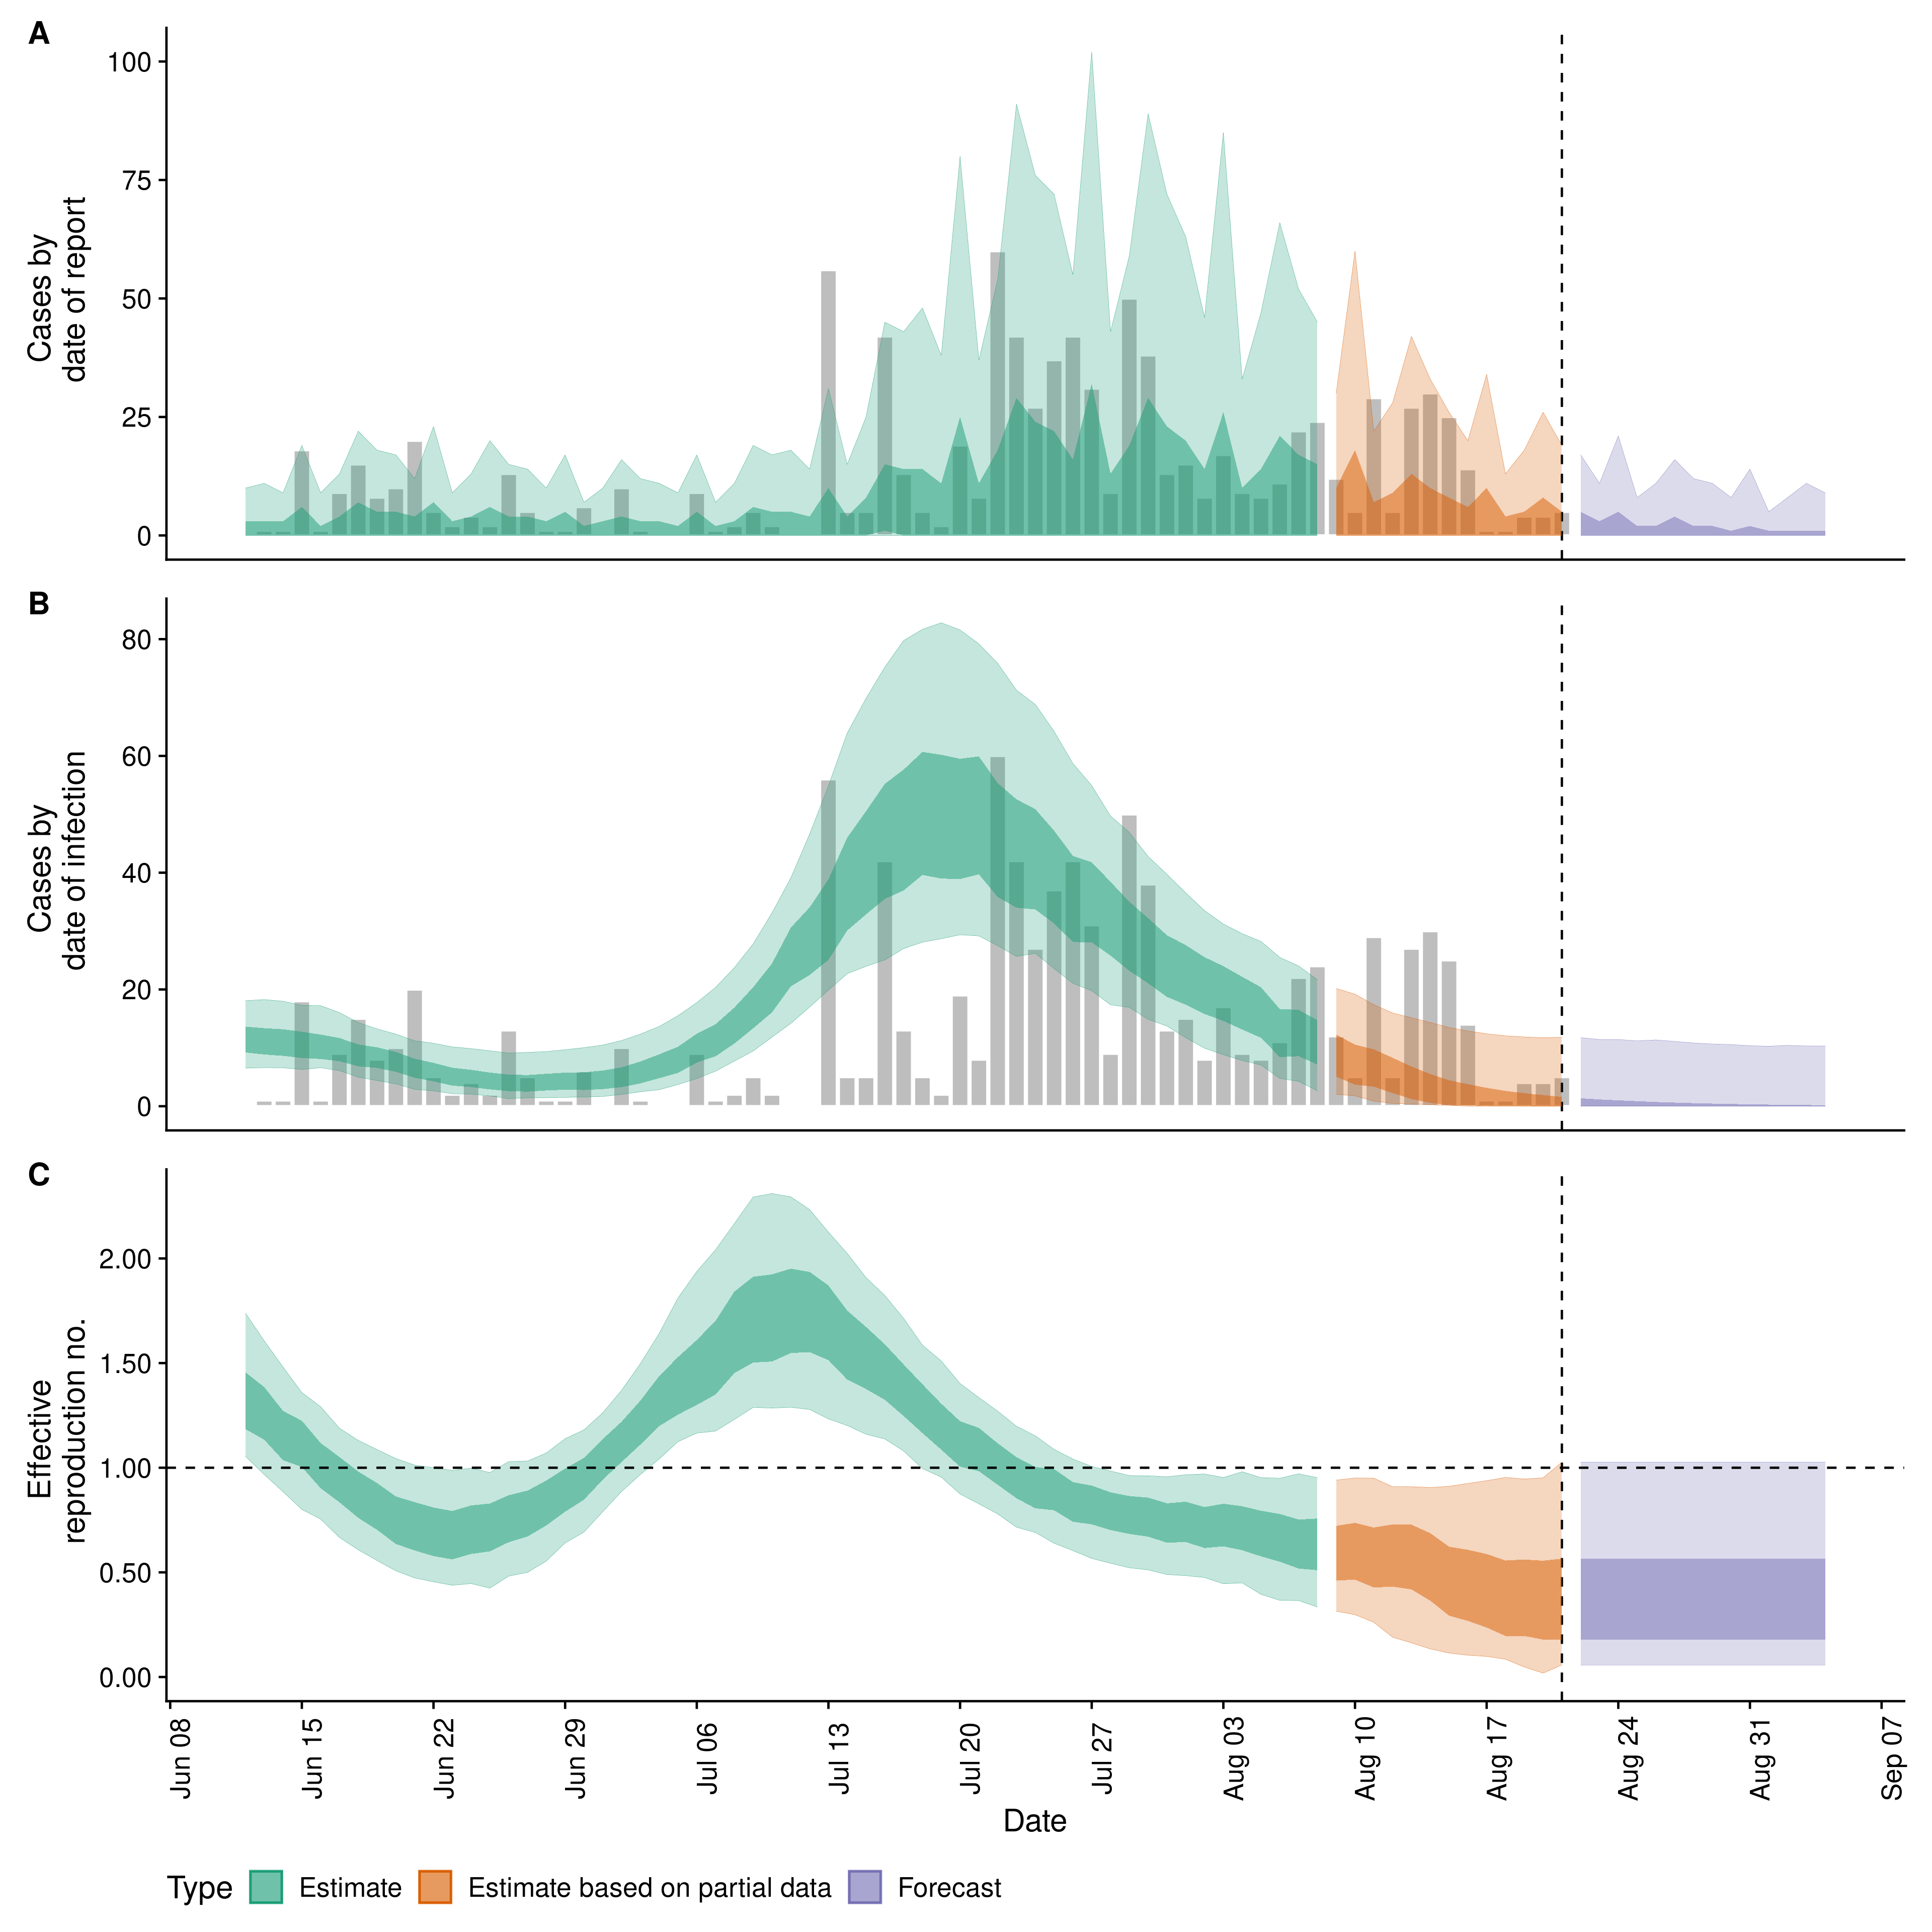 A
100
75
50
25
0
Cases by
date of report
B
80
60
40
20
0
Cases by
date of infection
C
2.00
1.50
1.00
0.50
0.00
Effective
reproduction no.
Jun 08
Jun 15
Jun 22
Jun 29
Jul 06
Jul 13
Jul 20
Jul 27
Aug 03
Aug 10
Aug 17
Aug 24
Aug 31
Sep 07
Date
Type Estimate Estimate based on partial data Forecast